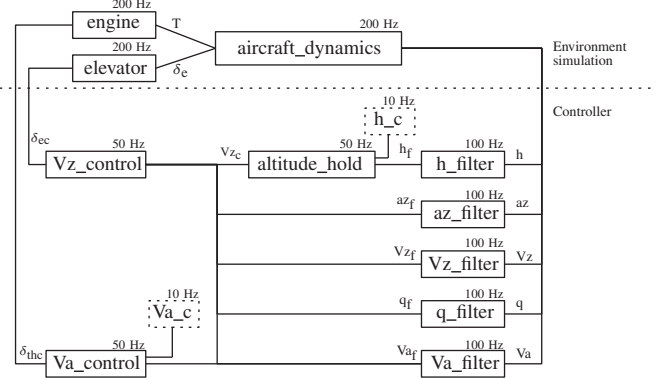 200 Hz
engine
T
200 Hz
elevator
δe
200 Hz
aircraft_dynamics
Environment
simulation
Controller
10 Hz
h_c
δec
50 Hz
Vz_control
Vzc
50 Hz
altitude_hold
hf
100 Hz
h_filter
h
azf
100 Hz
az_filter
az
Vzf
100 Hz
Vz_filter
Vz
10 Hz
Va_c
qf
100 Hz
q_filter
q
δthc
50 Hz
Va_control
Vaf
100 Hz
Va_filter
Va